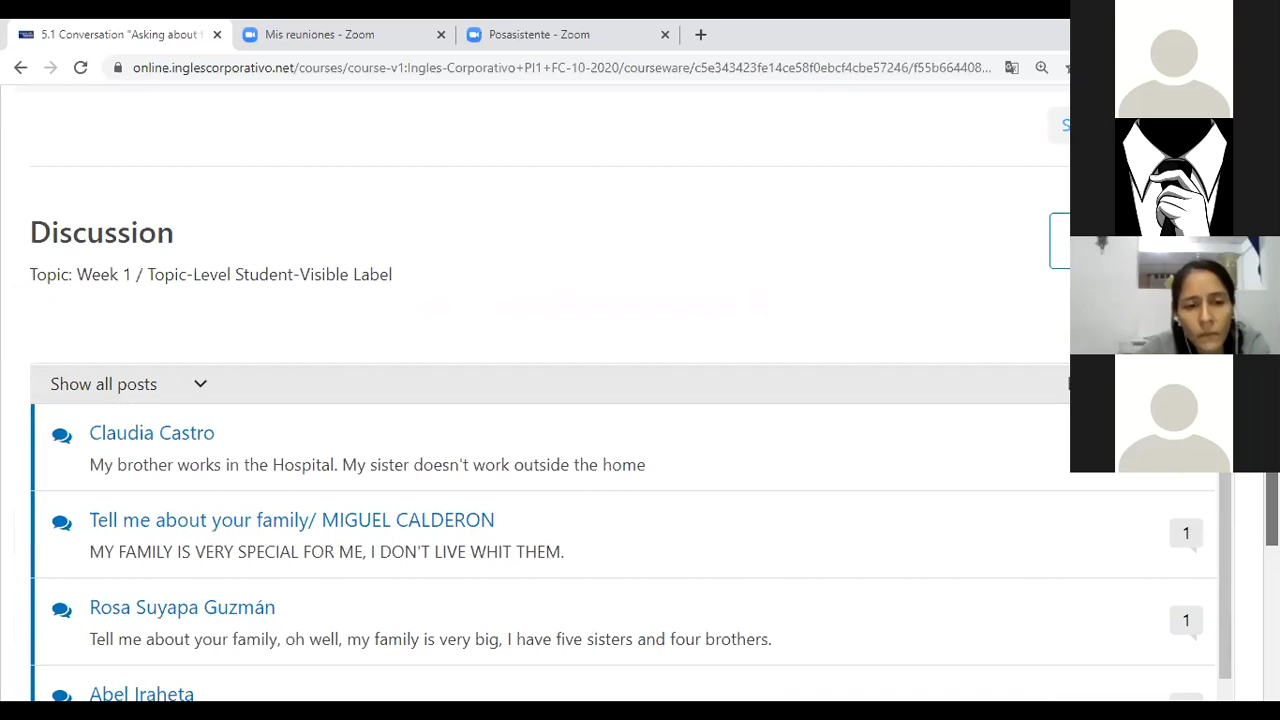 5.1 Conversation "Asking about f
Mis reuniones - Zoom
Posasistente - Zoom
online.inglescorporativo.net/courses/course-v1:Ingles-Corporativo+PI1+FC-10-2020/courseware/c5e343423fe14ce58f0ebcf4cbe57246/f55b664408...
Discussion
Topic: Week 1 / Topic-Level Student-Visible Label
Show all posts
Claudia Castro
My brother works in the Hospital. My sister doesn't work outside the home
Tell me about your family/ MIGUEL CALDERON
MY FAMILY IS VERY SPECIAL FOR ME, I DON'T LIVE WHIT THEM.
1
Rosa Suyapa Guzmán
Tell me about your family, oh well, my family is very big, I have five sisters and four brothers.
1
Abel Iraheta